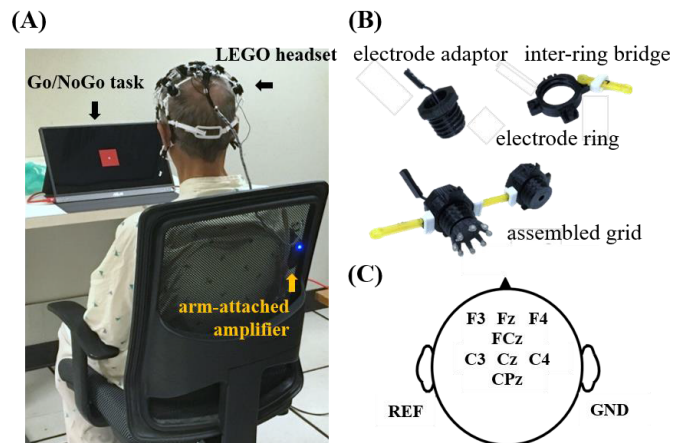 (A)
LEGO headset
Go/NoGo task
arm-attached
amplifier
(B)
electrode adaptor
inter-ring bridge
electrode ring
assembled grid
(C)
F3 Fz F4
FCz
C3 Cz C4
CPz
REF
GND